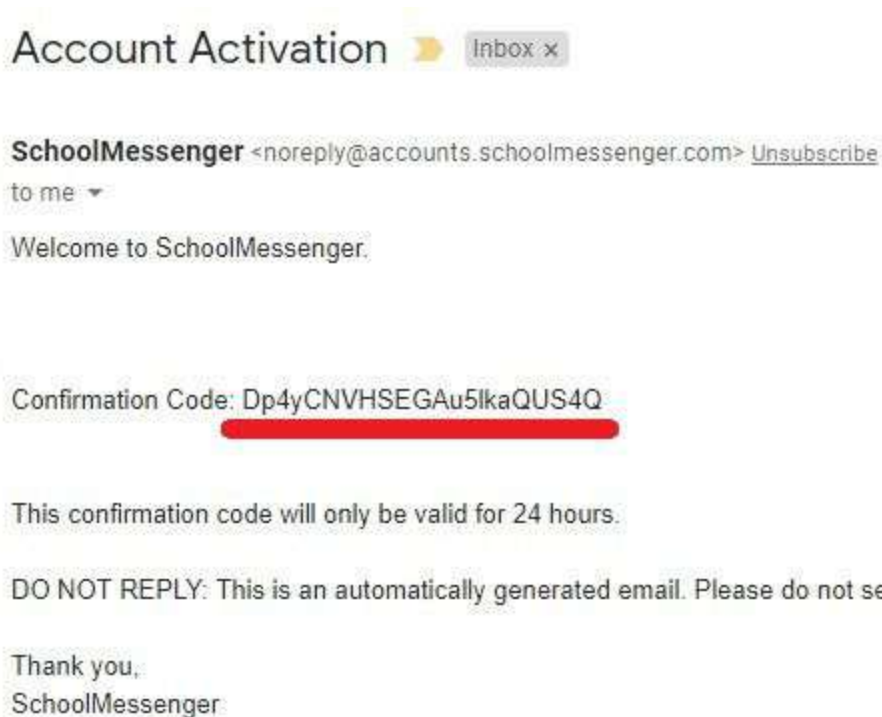 Account Activation
Inbox x
SchoolMessenger <noreply@accounts.schoolmessenger.com> Unsubscribe
to me
Welcome to SchoolMessenger.
Confirmation Code: Dp4yCNVHSEGAu5lkaQUS4Q
This confirmation code will only be valid for 24 hours.
DO NOT REPLY: This is an automatically generated email. Please do not se
Thank you,
SchoolMessenger